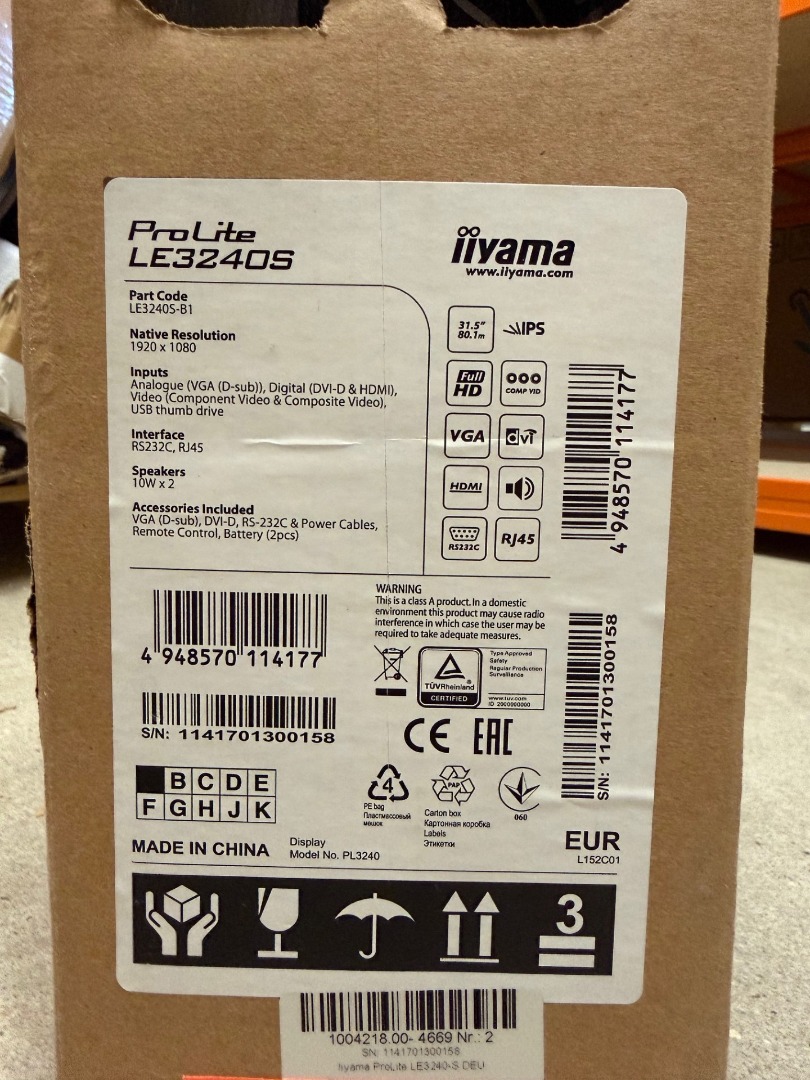 ProLite
LE3240S
iiyama
www.iiyama.com
Part Code
LE3240S-B1
Native Resolution
1920 x 1080
Inputs
Analogue (VGA (D-sub)), Digital (DVI-D & HDMI),
Video (Component Video & Composite Video),
USB thumb drive
Interface
RS232C, RJ45
Speakers
10W x 2
Accessories Included
VGA (D-sub), DVI-D, RS-232C & Power Cables,
Remote Control, Battery (2pcs)
31.5"
80.1m
IPS
Full
HD
COMP VID
VGA
dvi
HDMI
RS232C
RJ45
4 948570 114177
WARNING
This is a class A product. In a domestic
environment this product may cause radio
interference in which case the user may be
required to take adequate measures.
4 948570 114177
TÜVRheinland
CERTIFIED
Type Approved
Safety
Regular Production
Surveillance
www.tuv.com
ID 2000000000
S/N: 1141701300158
S/N: 1141701300158
CE EAC
B C D E
F G H J K
4
PE bag
Пластмассовый
мешок
PAP
Carton box
Картонная коробка
Labels
Этикетки
060
MADE IN CHINA
Display
Model No. PL3240
EUR
L152C01
3
1004218.00- 4669 Nr.: 2
SN: 1141701300158
Iiyama ProLite LE3240-S DEU